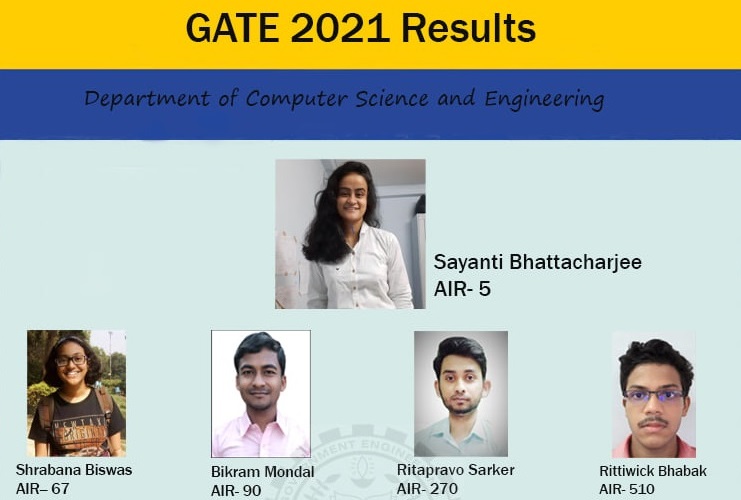 GATE 2021 Results
Department of Computer Science and Engineering
Sayanti Bhattacharjee
AIR- 5
Shrabana Biswas
AIR– 67
Bikram Mondal
AIR- 90
Ritapravo Sarker
AIR- 270
Rittiwick Bhabak
AIR- 510